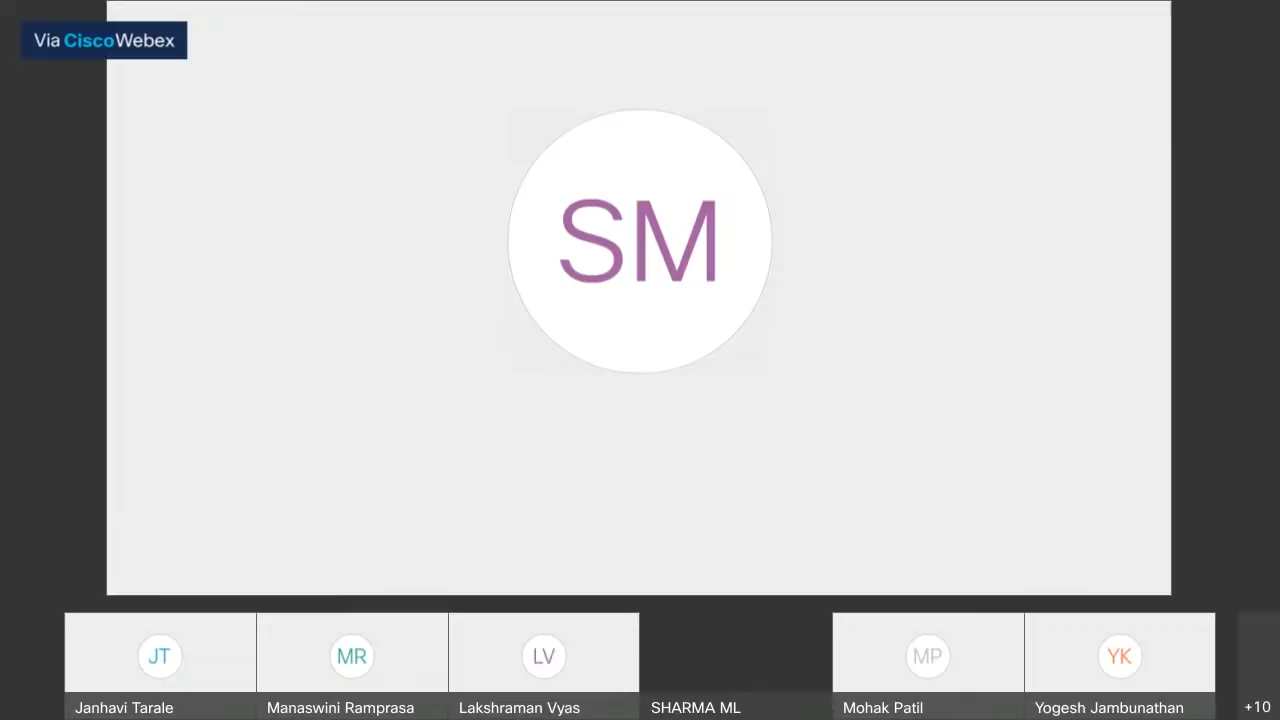 Via CiscoWebex
SM
JT
MR
LV
MP
YK
Janhavi Tarale
Manaswini Ramprasa
Lakshraman Vyas
SHARMA ML
Mohak Patil
Yogesh Jambunathan
+10